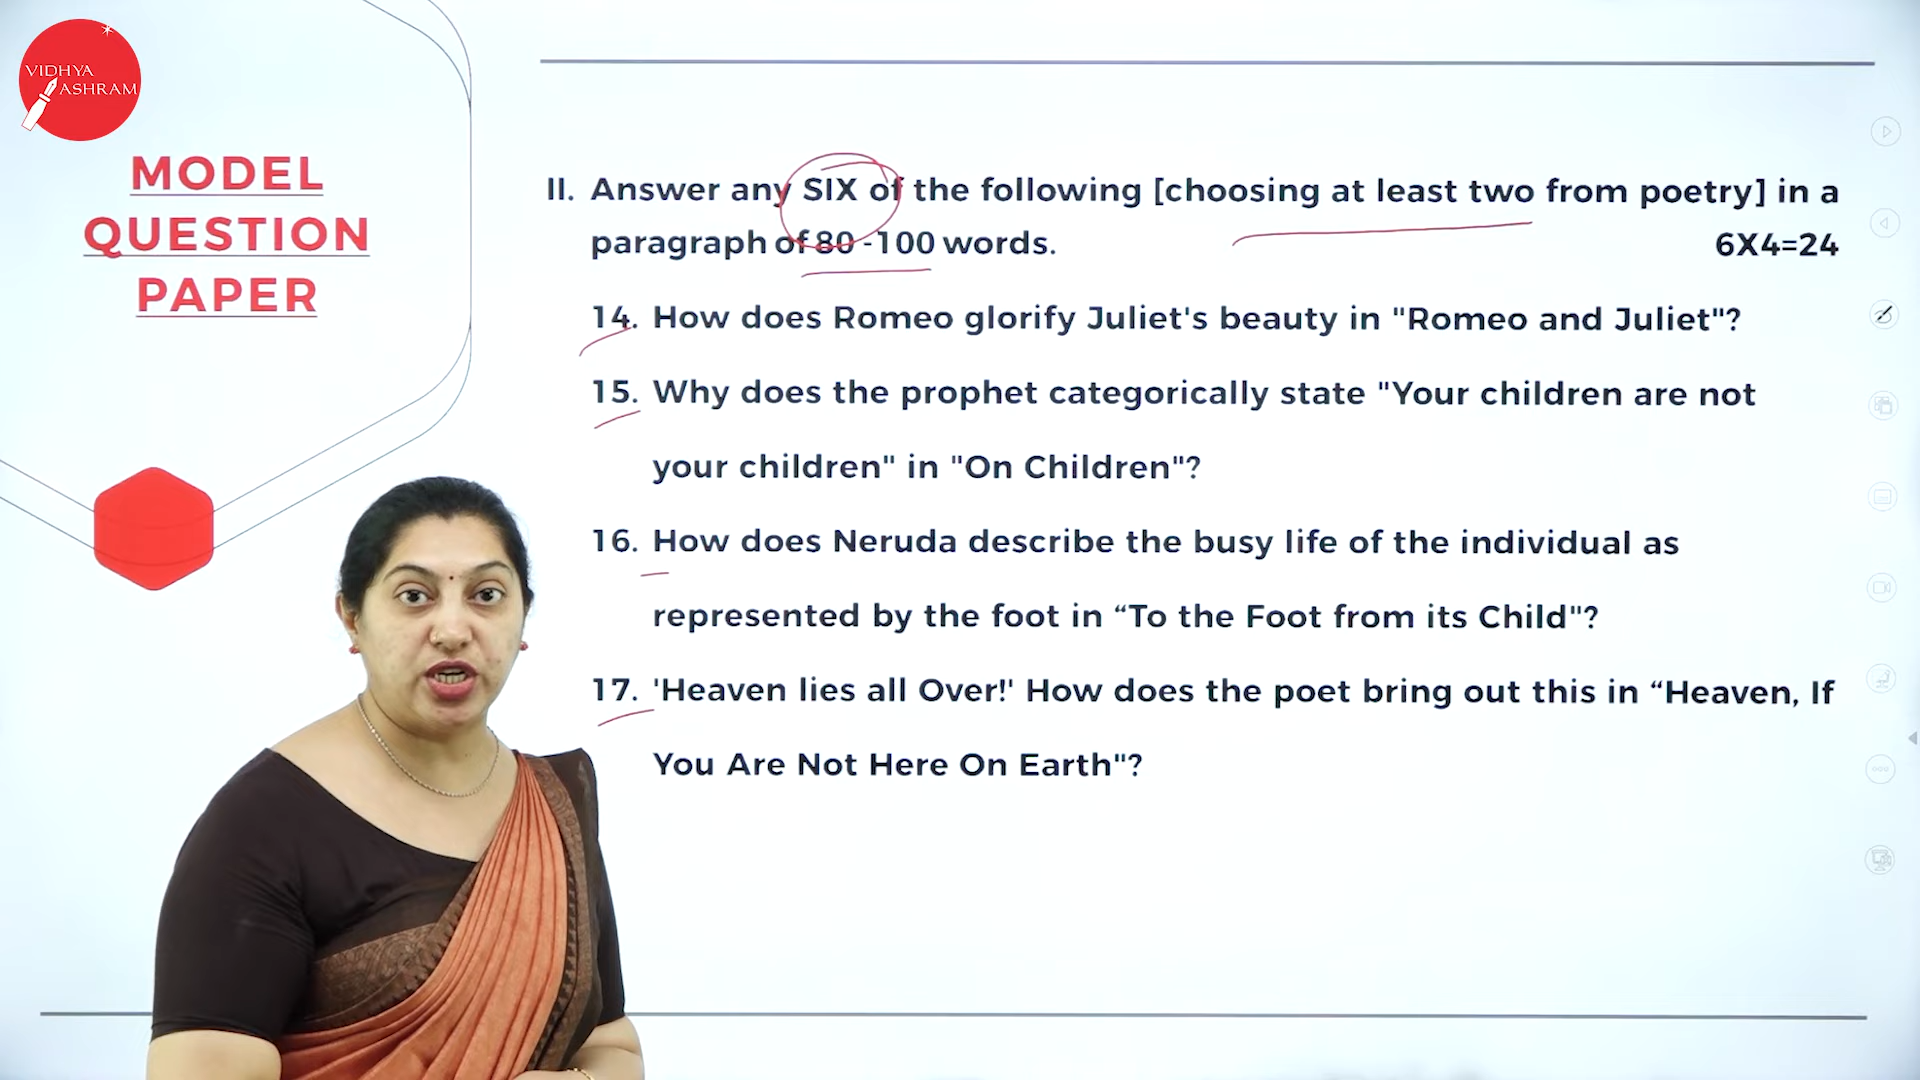 VIDHYA
ASHRAM
MODEL
QUESTION
PAPER
II. Answer any SIX of the following [choosing at least two from poetry] in a
paragraph of 80 -100 words. 6X4=24
14. How does Romeo glorify Juliet's beauty in "Romeo and Juliet"?
15. Why does the prophet categorically state "Your children are not
your children" in "On Children"?
16. How does Neruda describe the busy life of the individual as
represented by the foot in “To the Foot from its Child"?
17. 'Heaven lies all Over!' How does the poet bring out this in “Heaven, If
You Are Not Here On Earth"?